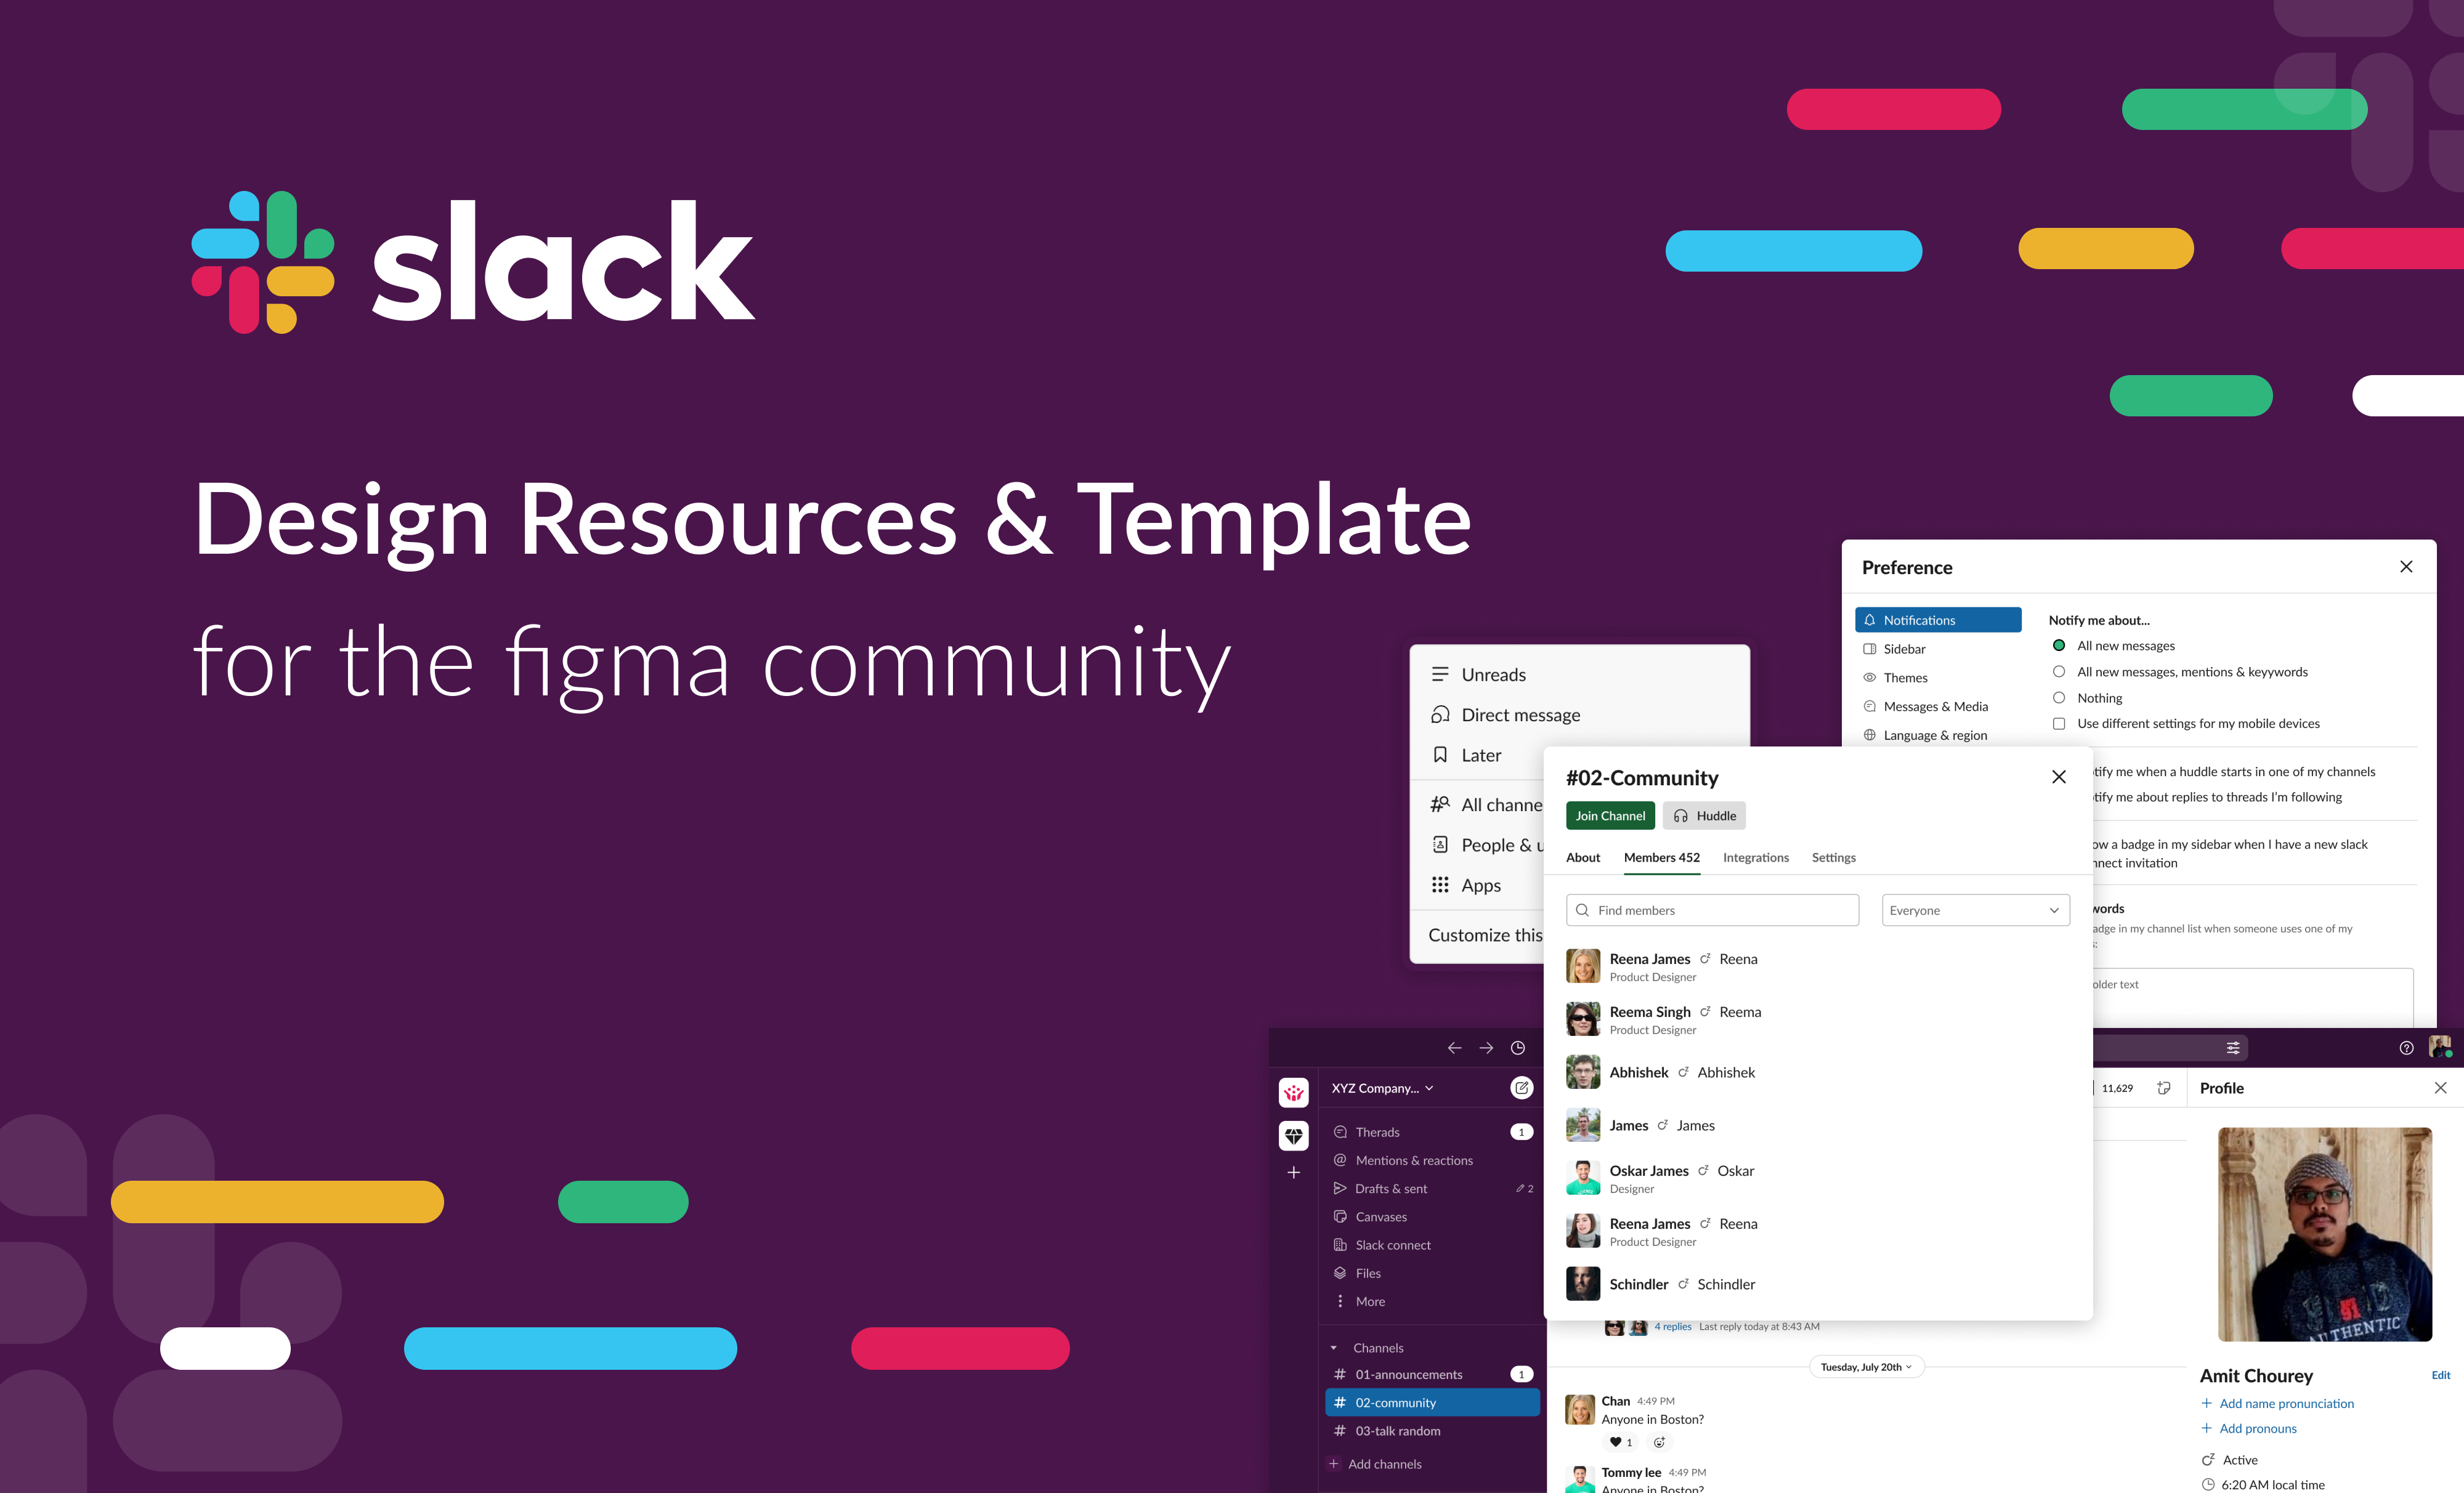 slack
Design Resources & Template
for the figma community
Preference
Notifications
Sidebar
Themes
Messages & Media
Language & region
Notify me about...
All new messages
All new messages, mentions & keyywords
Nothing
Use different settings for my mobile devices
tify me when a huddle starts in one of my channels
tify me about replies to threads I'm following
ow a badge in my sidebar when I have a new slack
nnect invitation
words
adge in my channel list when someone uses one of my
s:
older text
Unreads
Direct message
Later
All channe
People & u
Apps
Customize this
#02-Community
Join Channel
Huddle
About Members 452 Integrations Settings
Find members
Everyone
Reena James Reena
Product Designer
Reema Singh Reema
Product Designer
Abhishek Abhishek
James James
Oskar James Oskar
Designer
Reena James Reena
Product Designer
Schindler Schindler
XYZ Company...
Therads 1
Mentions & reactions
Drafts & sent 2
Canvases
Slack connect
Files
More
Channels
# 01-announcements 1
# 02-community
# 03-talk random
+ Add channels
4 replies Last reply today at 8:43 AM
Tuesday, July 20th
Chan 4:49 PM
Anyone in Boston?
1
Tommy lee 4:49 PM
Anyone in Boston?
11,629
Profile
AUTHENTIC
Amit Chourey Edit
+ Add name pronunciation
+ Add pronouns
Active
6:20 AM local time